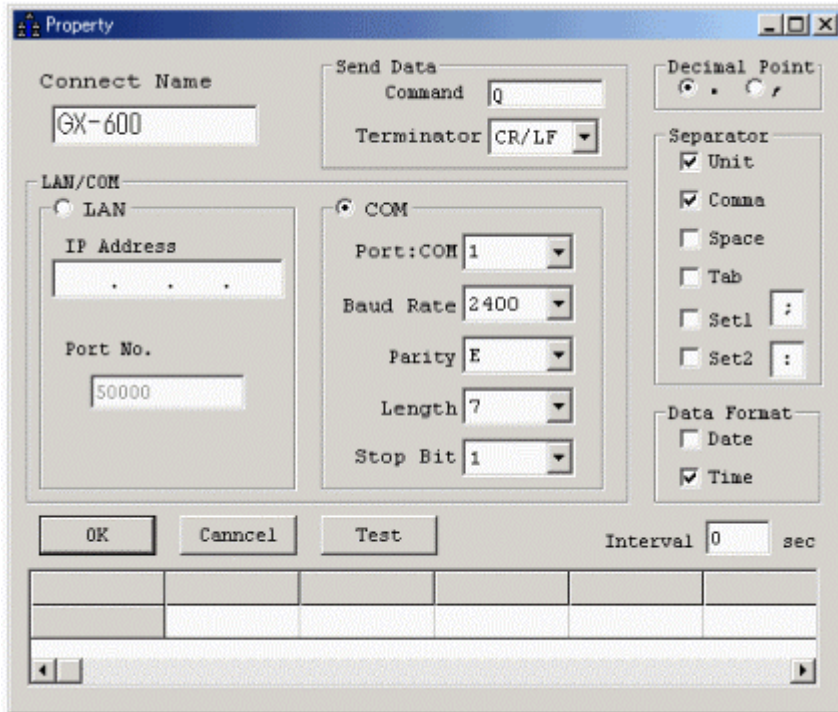 Property
Connect Name
GX-600
Send Data
Command Q
Terminator CR/LF
Decimal Point
. ,
Separator
Unit
Comma
Space
Tab
Set1 ;
Set2 :
LAN/COM
LAN
IP Address
. . .
Port No.
50000
COM
Port:COM 1
Baud Rate 2400
Parity E
Length 7
Stop Bit 1
Data Format
Date
Time
OK
Canncel
Test
Interval 0 sec